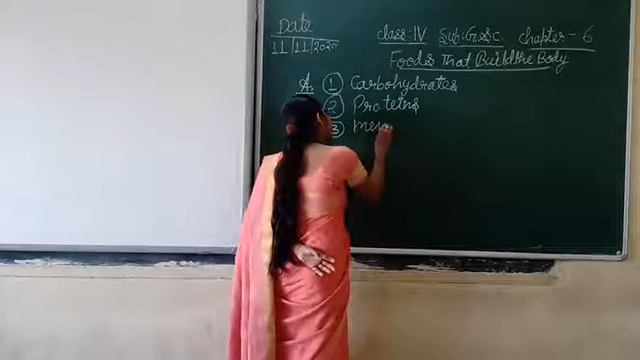 Date
11/11/2020
Class: IV Sub: G.Sc. Chapter - 6
Foods That Build the Body
A. 1 Carbohydrates
2 Proteins
3